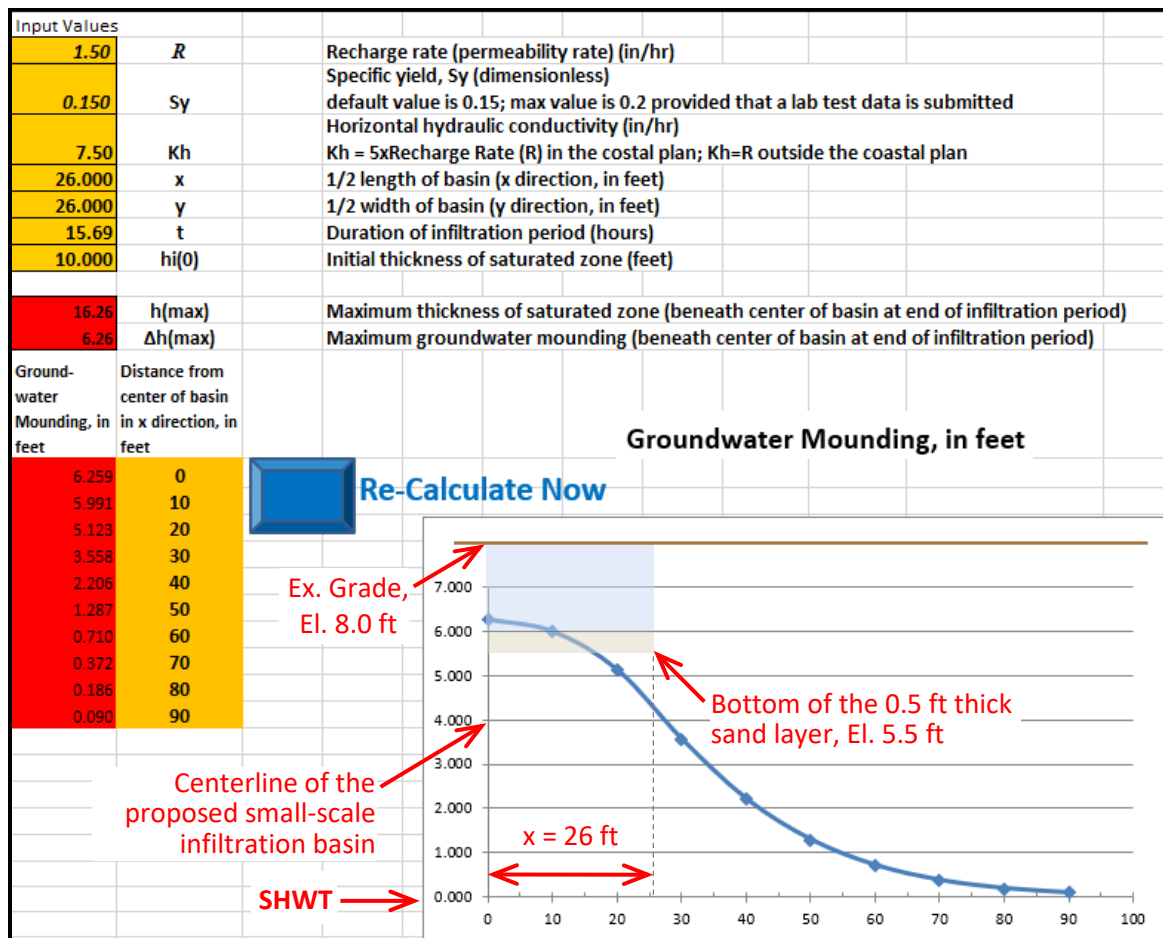 Input Values
1.50 R Recharge rate (permeability rate) (in/hr)
Specific yield, Sy (dimensionless)
0.150 Sy default value is 0.15; max value is 0.2 provided that a lab test data is submitted
Horizontal hydraulic conductivity (in/hr)
7.50 Kh Kh = 5xRecharge Rate (R) in the costal plan; Kh=R outside the coastal plan
26.000 x 1/2 length of basin (x direction, in feet)
26.000 y 1/2 width of basin (y direction, in feet)
15.69 t Duration of infiltration period (hours)
10.000 hi(0) Initial thickness of saturated zone (feet)
16.26 h(max) Maximum thickness of saturated zone (beneath center of basin at end of infiltration period)
6.26 Δh(max) Maximum groundwater mounding (beneath center of basin at end of infiltration period)
Ground-
water
Mounding, in
feet
Distance from
center of basin
in x direction, in
feet
6.259 0
5.991 10
5.123 20
3.558 30
2.206 40
1.287 50
0.710 60
0.372 70
0.186 80
0.090 90
Re-Calculate Now
Groundwater Mounding, in feet
Ex. Grade,
El. 8.0 ft
7.000
6.000
5.000
4.000
3.000
2.000
1.000
0.000
Bottom of the 0.5 ft thick
sand layer, El. 5.5 ft
Centerline of the
proposed small-scale
infiltration basin
x = 26 ft
SHWT
0 10 20 30 40 50 60 70 80 90 100